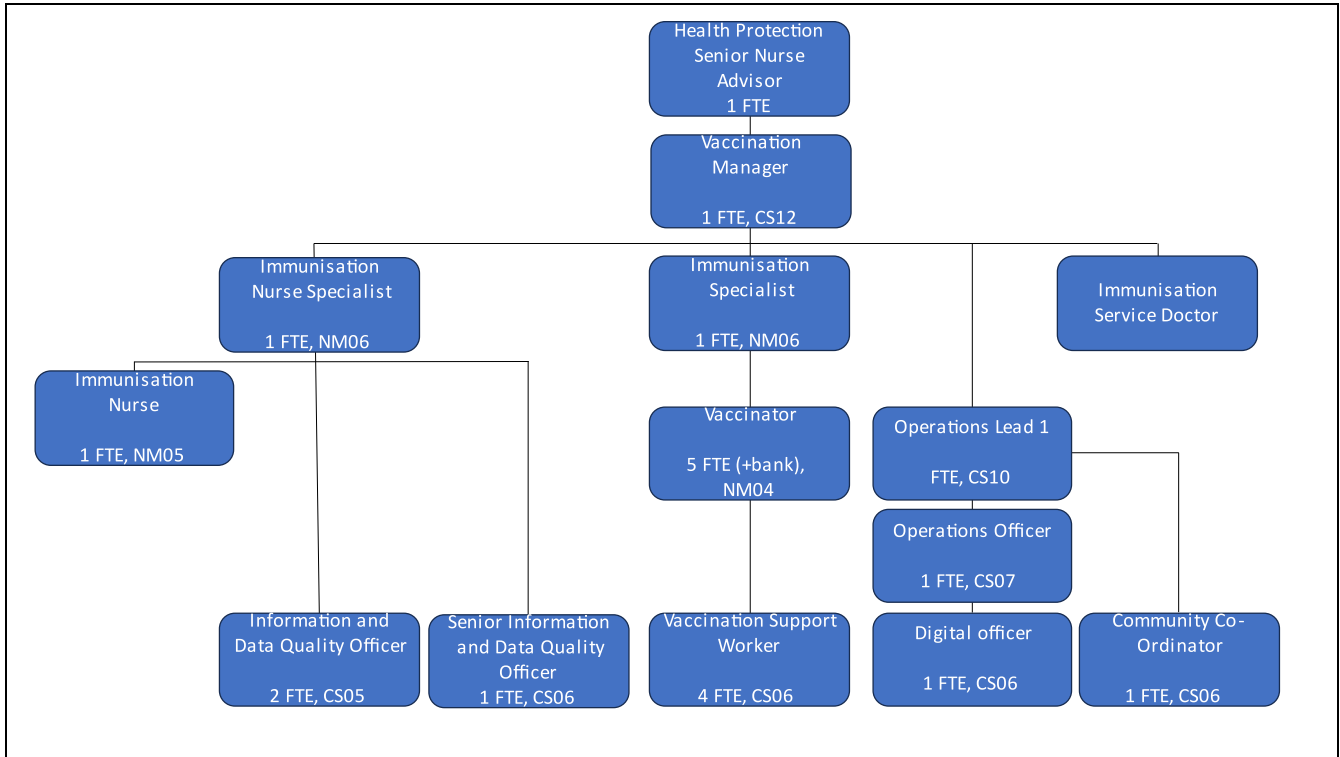 Health Protection
Senior Nurse
Advisor
1 FTE
Vaccination
Manager
1 FTE, CS12
Immunisation
Nurse Specialist
1 FTE, NM06
Immunisation
Specialist
1 FTE, NM06
Immunisation
Service Doctor
Immunisation
Nurse
1 FTE, NM05
Vaccinator
5 FTE (+bank),
NM04
Operations Lead 1
FTE, CS10
Operations Officer
1 FTE, CS07
Information and
Data Quality Officer
2 FTE, CS05
Senior Information
and Data Quality
Officer
1 FTE, CS06
Vaccination Support
Worker
4 FTE, CS06
Digital officer
1 FTE, CS06
Community Co-
Ordinator
1 FTE, CS06